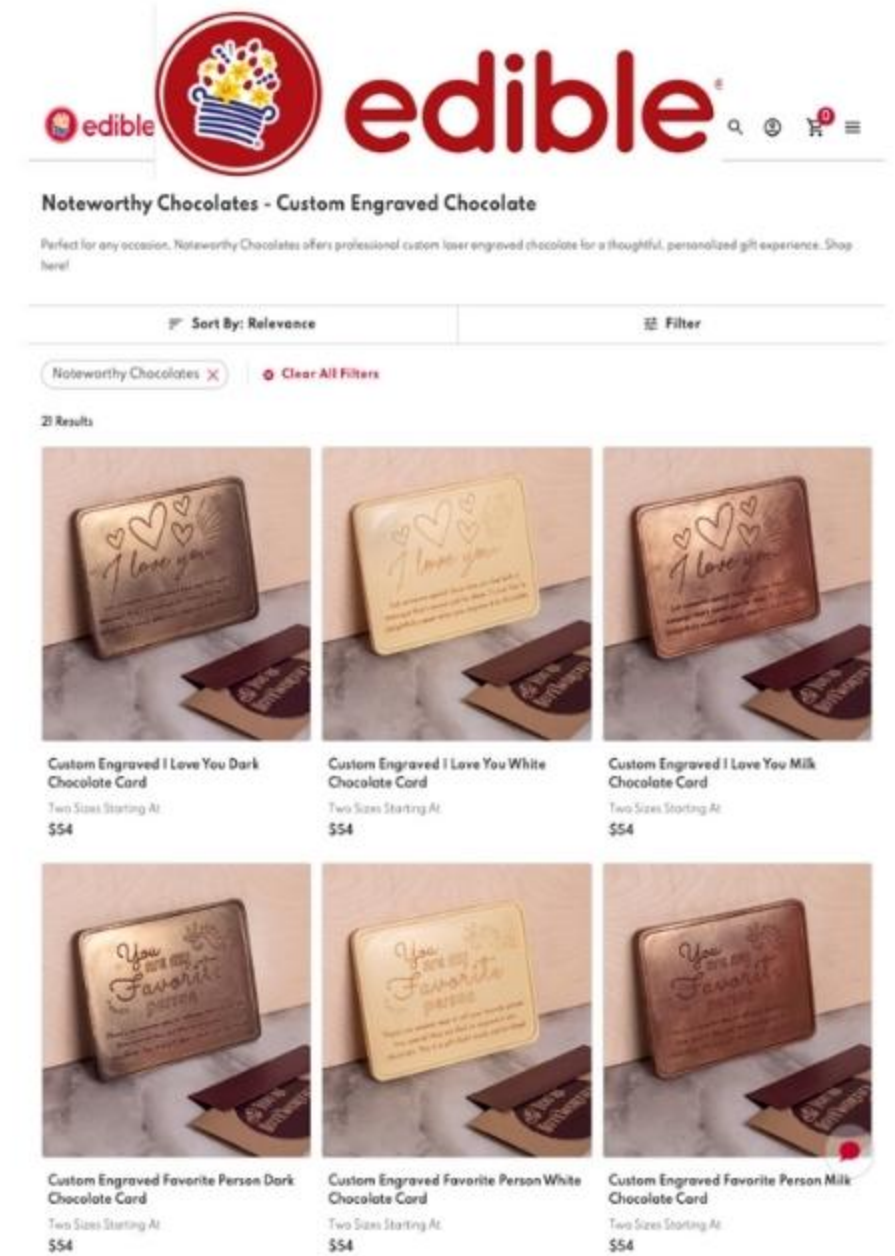 edible
edible
0
Noteworthy Chocolates - Custom Engraved Chocolate
Perfect for any occasion, Noteworthy Chocolates offers professional custom laser engraved chocolate for a thoughtful, personalized gift experience. Shop
here!
Sort By: Relevance
Filter
Noteworthy Chocolates
Clear All Filters
21 Results
I love you
I love you
I love you
Custom Engraved I Love You Dark
Chocolate Card
Two Sizes Starting At
$54
Custom Engraved I Love You White
Chocolate Card
Two Sizes Starting At
$54
Custom Engraved I Love You Milk
Chocolate Card
Two Sizes Starting At
$54
You
are my
Favorite
person
You
are my
Favorite
person
You
are my
Favorite
person
Custom Engraved Favorite Person Dark
Chocolate Card
Two Sizes Starting At
$54
Custom Engraved Favorite Person White
Chocolate Card
Two Sizes Starting At
$54
Custom Engraved Favorite Person Milk
Chocolate Card
Two Sizes Starting At
$54